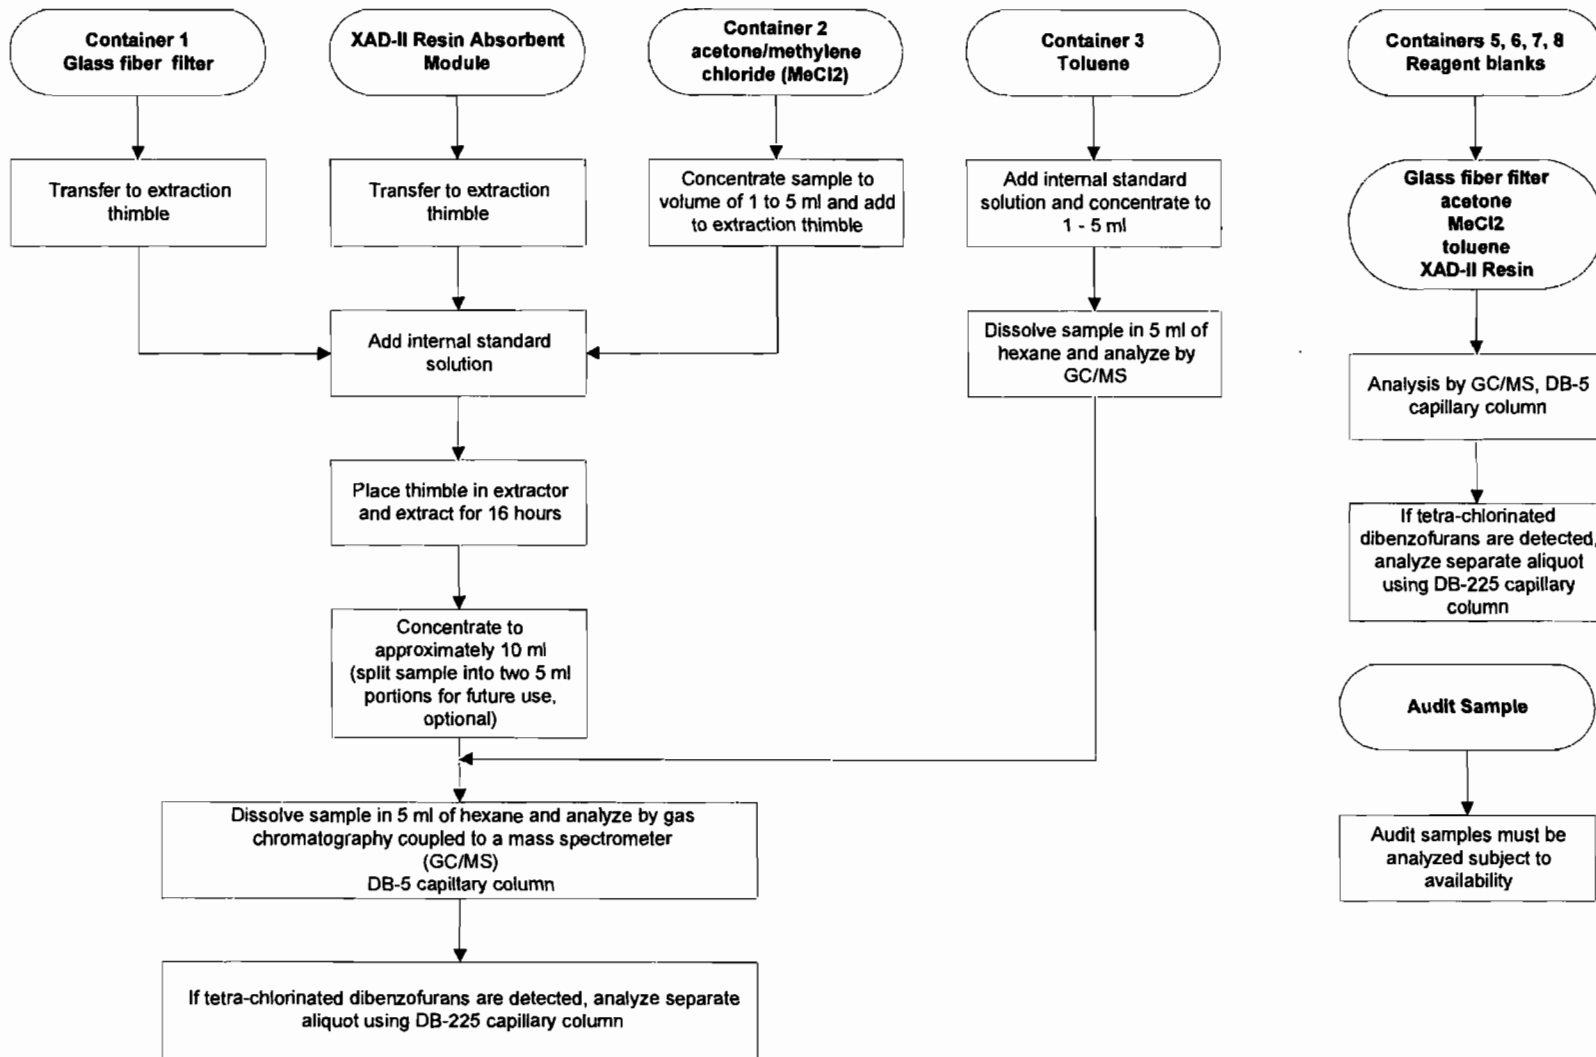 Container 1
Glass fiber filter
XAD-II Resin Absorbent
Module
Container 2
acetone/methylene
chloride (MeCl2)
Container 3
Toluene
Containers 5, 6, 7, 8
Reagent blanks
Transfer to extraction
thimble
Transfer to extraction
thimble
Concentrate sample to
volume of 1 to 5 ml and add
to extraction thimble
Add internal standard
solution and concentrate to
1 - 5 ml
Glass fiber filter
acetone
MeCl2
toluene
XAD-II Resin
Add internal standard
solution
Dissolve sample in 5 ml of
hexane and analyze by
GC/MS
Analysis by GC/MS, DB-5
capillary column
Place thimble in extractor
and extract for 16 hours
If tetra-chlorinated
dibenzofurans are detected,
analyze separate aliquot
using DB-225 capillary
column
Concentrate to
approximately 10 ml
(split sample into two 5 ml
portions for future use,
optional)
Audit Sample
Dissolve sample in 5 ml of hexane and analyze by gas
chromatography coupled to a mass spectrometer
(GC/MS)
DB-5 capillary column
Audit samples must be
analyzed subject to
availability
If tetra-chlorinated dibenzofurans are detected, analyze separate
aliquot using DB-225 capillary column